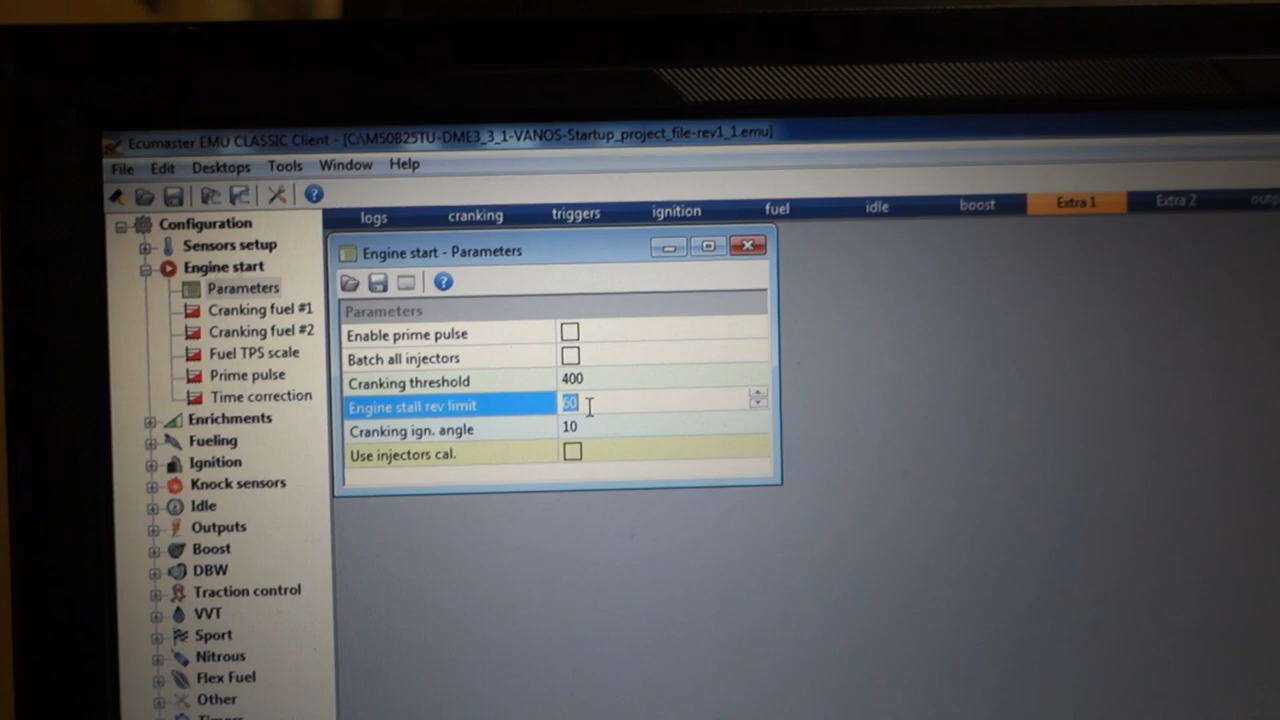 Ecumaster EMU CLASSIC Client - [C:\M50B25TU-DME3_3_1-VANOS-Startup_project_file-rev1_1.emu]
File Edit Desktops Tools Window Help
logs cranking triggers ignition fuel idle boost Extra 1 Extra 2
Configuration
Sensors setup
Engine start
Parameters
Cranking fuel #1
Cranking fuel #2
Fuel TPS scale
Prime pulse
Time correction
Enrichments
Fueling
Ignition
Knock sensors
Idle
Outputs
Boost
DBW
Traction control
VVT
Sport
Nitrous
Flex Fuel
Other
Timers
Engine start - Parameters
Parameters
Enable prime pulse
Batch all injectors
Cranking threshold 400
Engine stall rev limit 60
Cranking ign. angle 10
Use injectors cal.